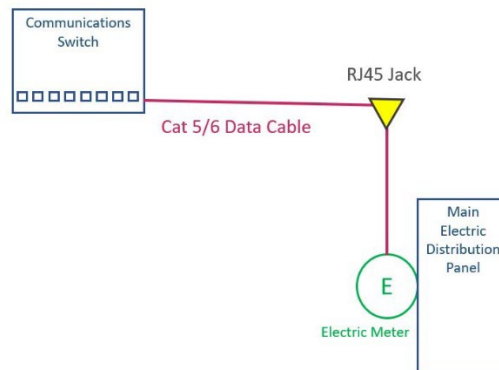 Communications
Switch
RJ45 Jack
Cat 5/6 Data Cable
Main
Electric
Distribution
Panel
E
Electric Meter